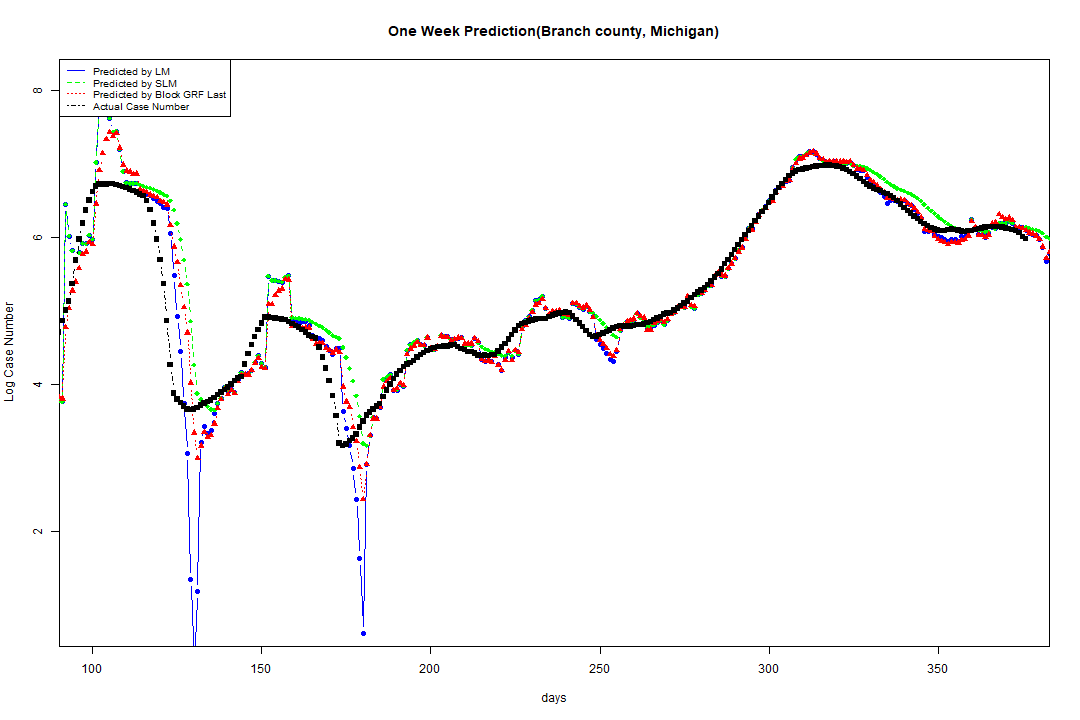 One Week Prediction(Branch county, Michigan)
Predicted by LM
Predicted by SLM
Predicted by Block GRF Last
Actual Case Number
8
6
4
2
Log Case Number
100 150 200 250 300 350
days